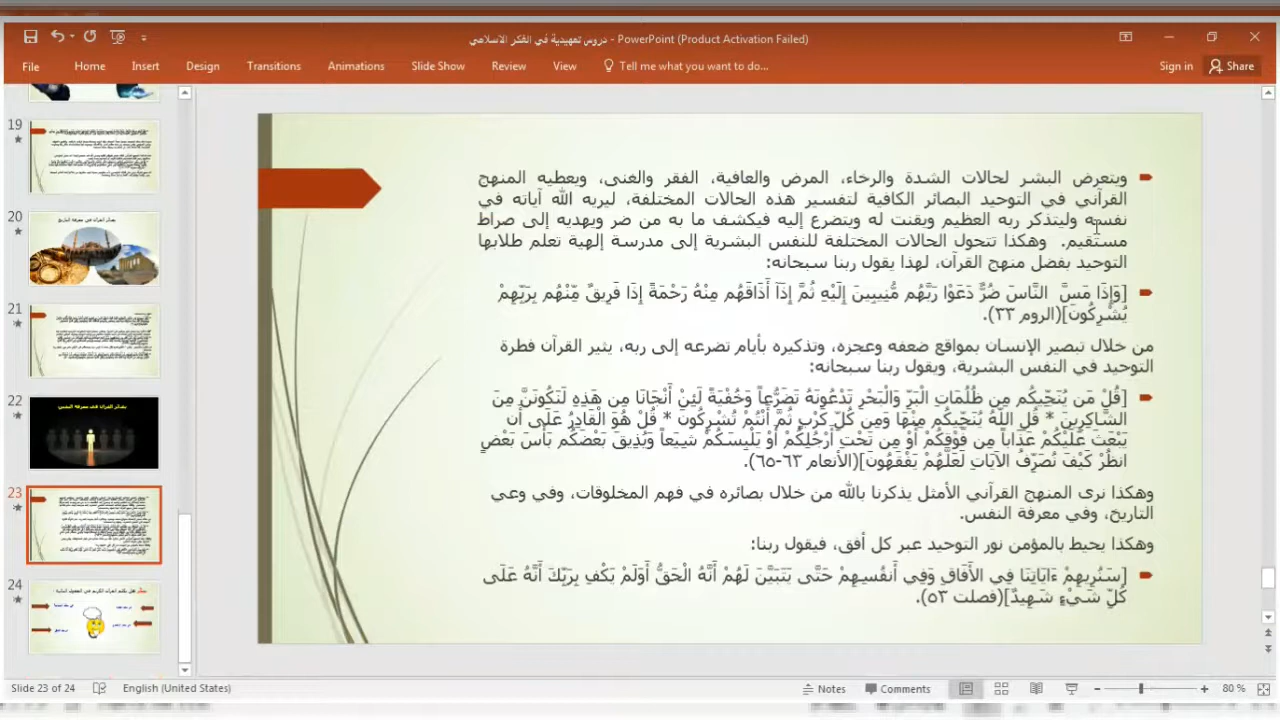 دروس تمهيدية في الفكر الاسلامي - PowerPoint (Product Activation Failed)
File Home Insert Design Transitions Animations Slide Show Review View Tell me what you want to do... Sign in Share
ويتعرض البشر لحالات الشدة والرخاء، المرض والعافية، الفقر والغنى، ويعطيه المنهج
القرآني في التوحيد البصائر الكافية لتفسير هذه الحالات المختلفة، ليربه الله آياته في
نفسه وليتذكر ربه العظيم ويقنت له ويتضرع إليه فيكشف ما به من ضر ويهديه إلى صراط
مستقيم. وهكذا تتحول الحالات المختلفة للنفس البشرية إلى مدرسة إلهية تعلم طلابها
التوحيد بفضل منهج القرآن، لهذا يقول ربنا سبحانه:
[وَإِذَا مَسَّ النَّاسَ ضُرٌّ دَعَوْا رَبَّهُم مُّنِيبِينَ إِلَيْهِ ثُمَّ إِذَآ أَذَاقَهُم مِنْهُ رَحْمَةً إِذَا فَرِيقٌ مِّنْهُم بِرَبِّهِمْ
يُشْرِكُونَ](الروم ٣٣).
من خلال تبصير الإنسان بمواقع ضعفه وعجزه، وتذكيره بأيام تضرعه إلى ربه، يثير القرآن فطرة
التوحيد في النفس البشرية، ويقول ربنا سبحانه:
[قُلْ مَن يُنَجِّيكُم مِن ظُلُمَاتِ الْبَرِّ وَالْبَحْرِ تَدْعُونَهُ تَضَرُّعاً وَخُفْيَةً لَئِنْ أَنْجَانَا مِن هَذِهِ لَنَكُونَنَّ مِنَ
الشَّاكِرِينَ * قُلِ اللّهُ يُنَجِّيكُم مِنْهَا وَمِن كُلِّ كَرْبٍ ثُمَّ أَنْتُمْ تُشْرِكُونَ * قُلْ هُوَ الْقَادِرُ عَلَى أَن
يَبْعَثَ عَلَيْكُمْ عَذَاباً مِن فَوْقِكُمْ أَوْ مِن تَحْتِ أَرْجُلِكُمْ أَوْ يَلْبِسَكُمْ شِيَعاً وَيُذِيقَ بَعْضَكُم بَأْسَ بَعْضٍ
انظُرْ كَيْفَ نُصَرِّفُ الآيَاتِ لَعَلَّهُمْ يَفْقَهُونَ](الأنعام ٦٣-٦٥).
وهكذا نرى المنهج القرآني الأمثل يذكرنا بالله من خلال بصائره في فهم المخلوقات، وفي وعي
التاريخ، وفي معرفة النفس.
وهكذا يحيط بالمؤمن نور التوحيد عبر كل أفق، فيقول ربنا:
[سَنُرِيهِمْ ءَايَاتِنَا فِي الأَفَاقِ وَفِي أَنفُسِهِمْ حَتَّى يَتَبَيَّنَ لَهُمْ أَنَّهُ الْحَقُّ أَوَلَمْ يَكْفِ بِرَبِّكَ أَنَّهُ عَلَى
كُلِّ شَيْءٍ شَهِيدٌ](فصلت ٥٣).
19
20
21
22
23
24
Slide 23 of 24 English (United States) Notes Comments 80 %